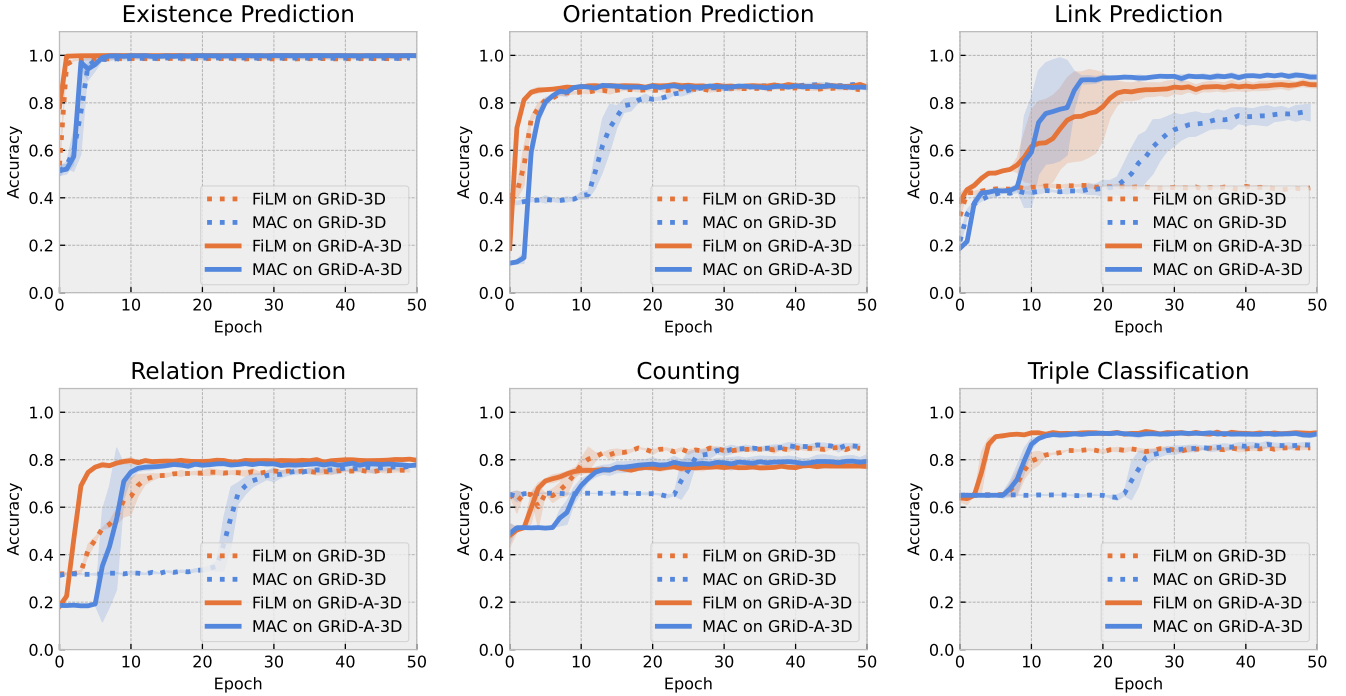 Existence Prediction
Accuracy
1.0
0.8
0.6
0.4
0.2
0.0
FiLM on GRiD-3D
MAC on GRiD-3D
FiLM on GRiD-A-3D
MAC on GRiD-A-3D
0 10 20 30 40 50
Epoch
Orientation Prediction
Accuracy
1.0
0.8
0.6
0.4
0.2
0.0
FiLM on GRiD-3D
MAC on GRiD-3D
FiLM on GRiD-A-3D
MAC on GRiD-A-3D
0 10 20 30 40 50
Epoch
Link Prediction
Accuracy
1.0
0.8
0.6
0.4
0.2
0.0
FiLM on GRiD-3D
MAC on GRiD-3D
FiLM on GRiD-A-3D
MAC on GRiD-A-3D
0 10 20 30 40 50
Epoch
Relation Prediction
Accuracy
1.0
0.8
0.6
0.4
0.2
0.0
FiLM on GRiD-3D
MAC on GRiD-3D
FiLM on GRiD-A-3D
MAC on GRiD-A-3D
0 10 20 30 40 50
Epoch
Counting
Accuracy
1.0
0.8
0.6
0.4
0.2
0.0
FiLM on GRiD-3D
MAC on GRiD-3D
FiLM on GRiD-A-3D
MAC on GRiD-A-3D
0 10 20 30 40 50
Epoch
Triple Classification
Accuracy
1.0
0.8
0.6
0.4
0.2
0.0
FiLM on GRiD-3D
MAC on GRiD-3D
FiLM on GRiD-A-3D
MAC on GRiD-A-3D
0 10 20 30 40 50
Epoch